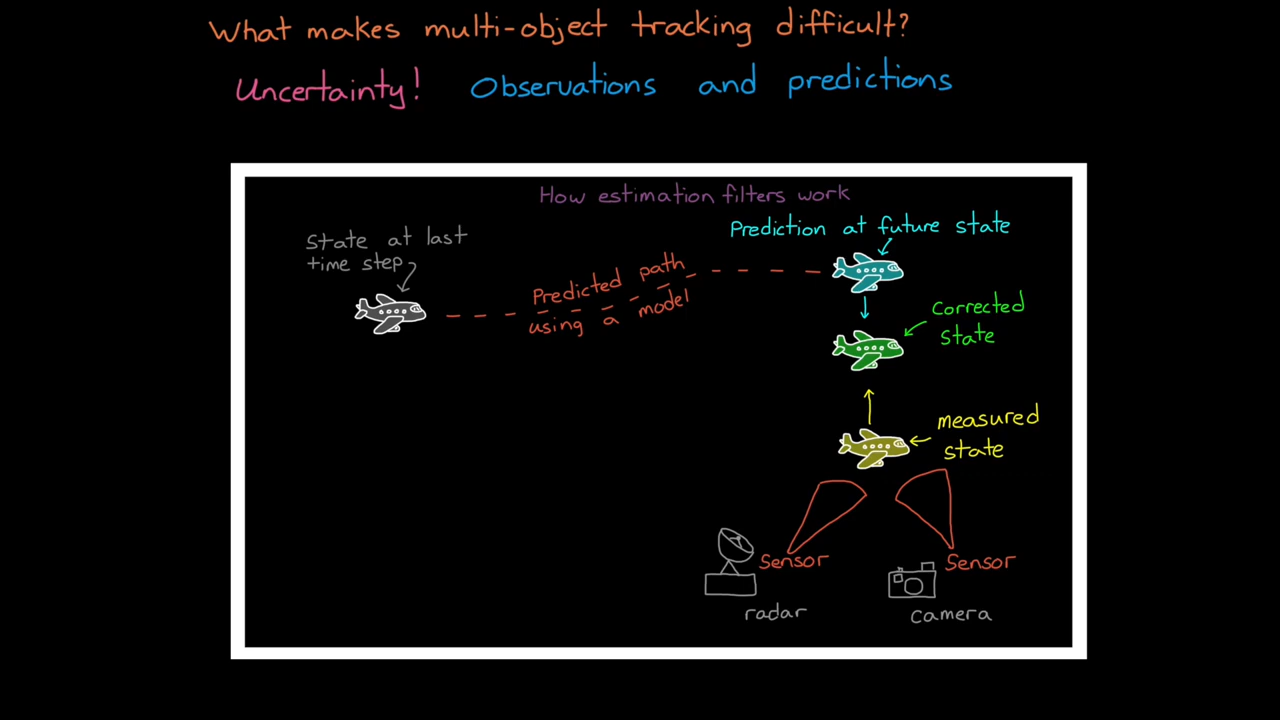 What makes multi-object tracking difficult?
Uncertainty! Observations and predictions
How estimation filters work
State at last
time step
Predicted path
using a model
Prediction at future state
Corrected
State
measured
state
Sensor
radar
Sensor
camera